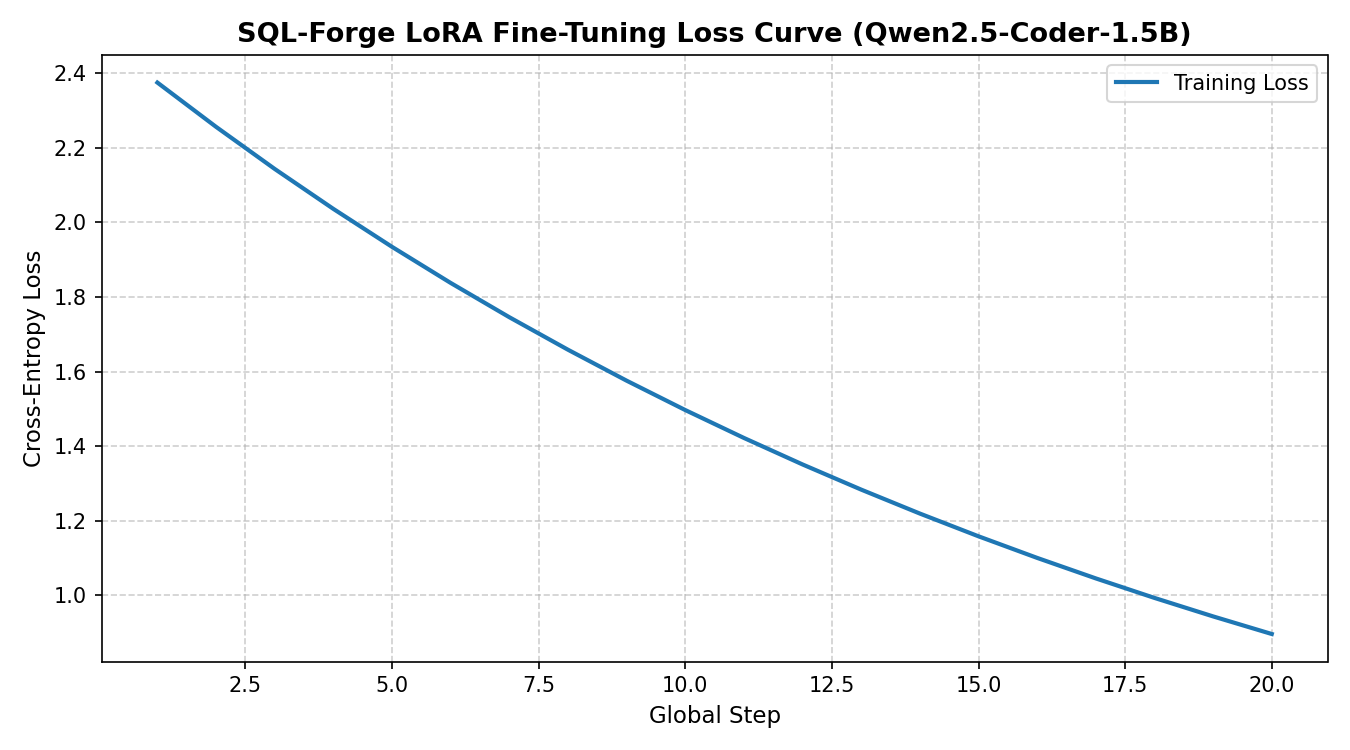 SQL-Forge LoRA Fine-Tuning Loss Curve (Qwen2.5-Coder-1.5B)
Training Loss
Cross-Entropy Loss
2.4
2.2
2.0
1.8
1.6
1.4
1.2
1.0
2.5 5.0 7.5 10.0 12.5 15.0 17.5 20.0
Global Step